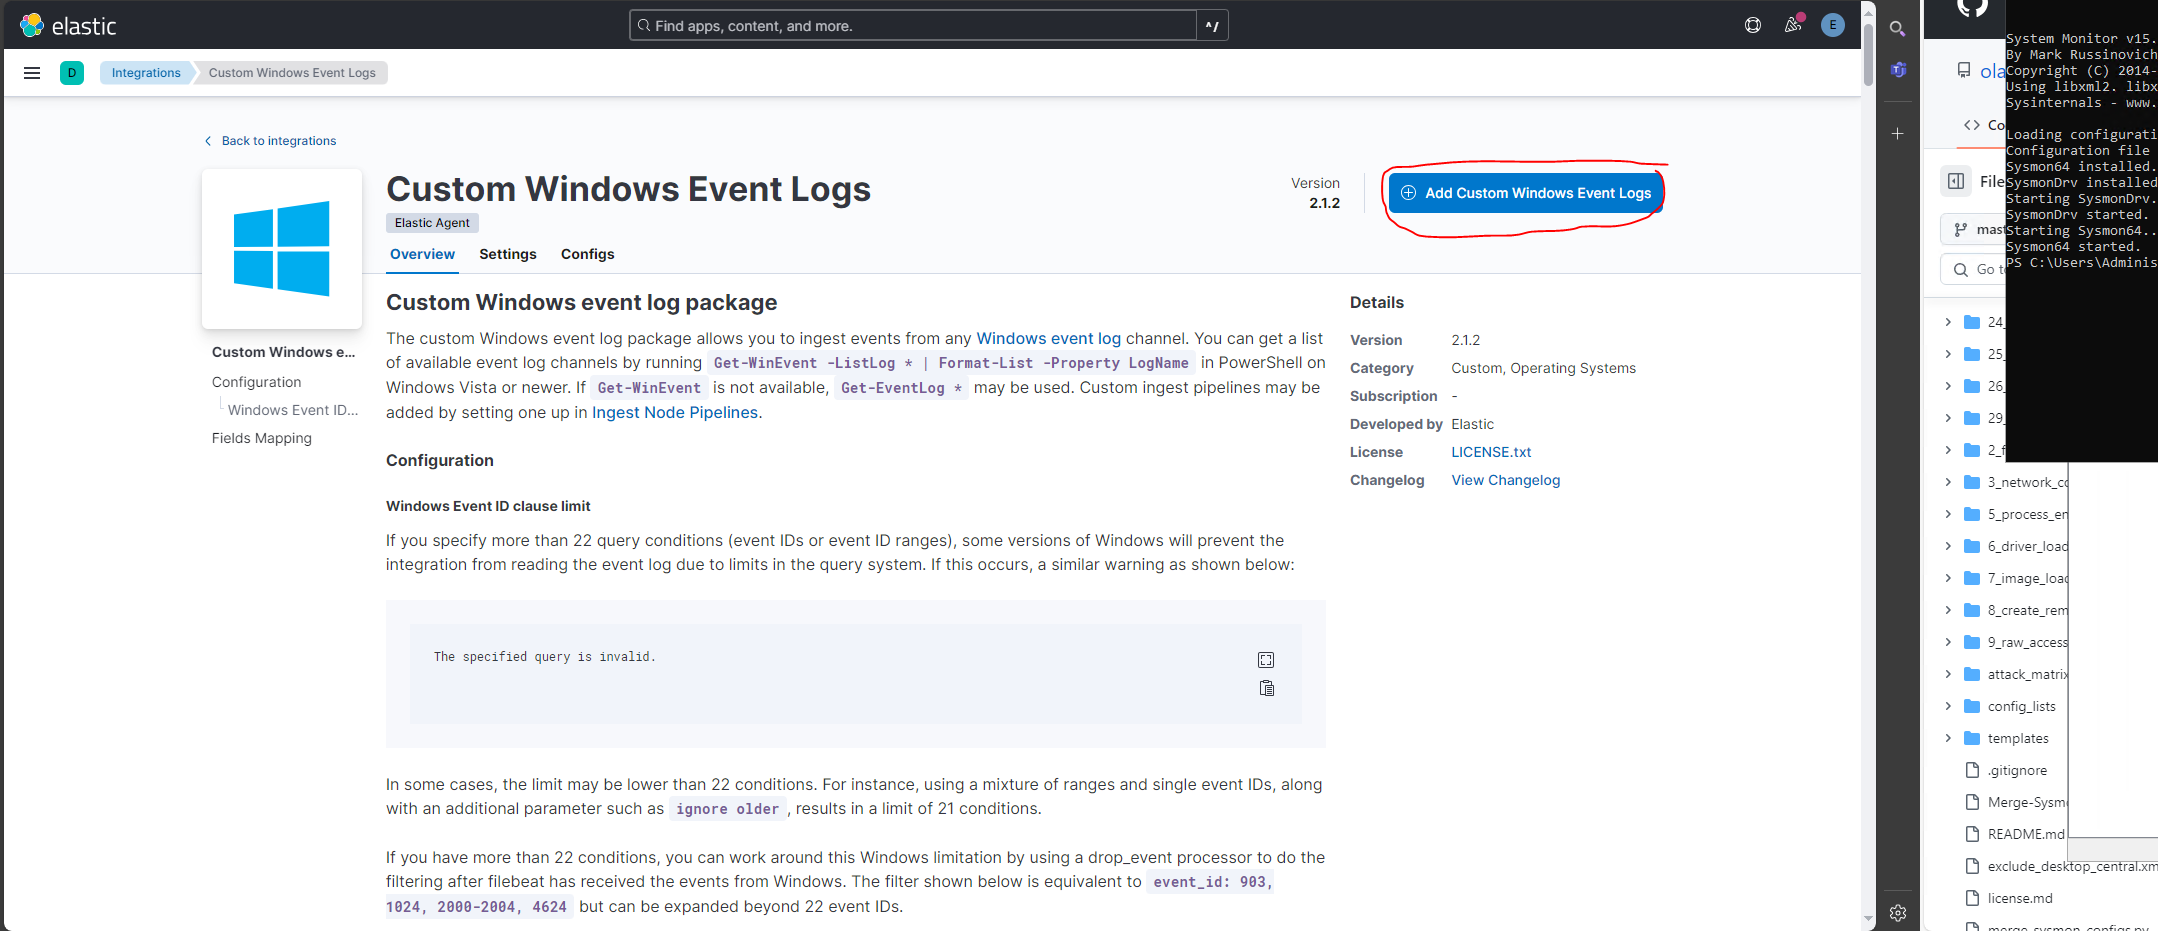 elastic
Find apps, content, and more.
^/
E
D
Integrations
Custom Windows Event Logs
Back to integrations
Custom Windows Event Logs
Elastic Agent
Version
2.1.2
Add Custom Windows Event Logs
Overview
Settings
Configs
Custom Windows e...
Configuration
Windows Event ID...
Fields Mapping
Custom Windows event log package
The custom Windows event log package allows you to ingest events from any Windows event log channel. You can get a list
of available event log channels by running Get-WinEvent -ListLog * | Format-List -Property LogName in PowerShell on
Windows Vista or newer. If Get-WinEvent is not available, Get-EventLog * may be used. Custom ingest pipelines may be
added by setting one up in Ingest Node Pipelines.
Configuration
Windows Event ID clause limit
If you specify more than 22 query conditions (event IDs or event ID ranges), some versions of Windows will prevent the
integration from reading the event log due to limits in the query system. If this occurs, a similar warning as shown below:
The specified query is invalid.
In some cases, the limit may be lower than 22 conditions. For instance, using a mixture of ranges and single event IDs, along
with an additional parameter such as ignore older, results in a limit of 21 conditions.
If you have more than 22 conditions, you can work around this Windows limitation by using a drop_event processor to do the
filtering after filebeat has received the events from Windows. The filter shown below is equivalent to event_id: 903,
1024, 2000-2004, 4624 but can be expanded beyond 22 event IDs.
Details
Version 2.1.2
Category Custom, Operating Systems
Subscription -
Developed by Elastic
License LICENSE.txt
Changelog View Changelog
System Monitor v15.
By Mark Russinovich
Copyright (C) 2014-
Using libxml2. libx
Sysinternals - www.
Loading configurati
Configuration file
Sysmon64 installed.
SysmonDrv installed
Starting SysmonDrv.
SysmonDrv started.
Starting Sysmon64..
Sysmon64 started.
PS C:\Users\Adminis
ola
Co
File
mast
Go to
24_
25_
26_
29_
2_f
3_network_co
5_process_en
6_driver_load
7_image_load
8_create_rem
9_raw_access
attack_matrix
config_lists
templates
.gitignore
Merge-Sysmo
README.md
exclude_desktop_central.xm
license.md
merge_sysmon_configs.py